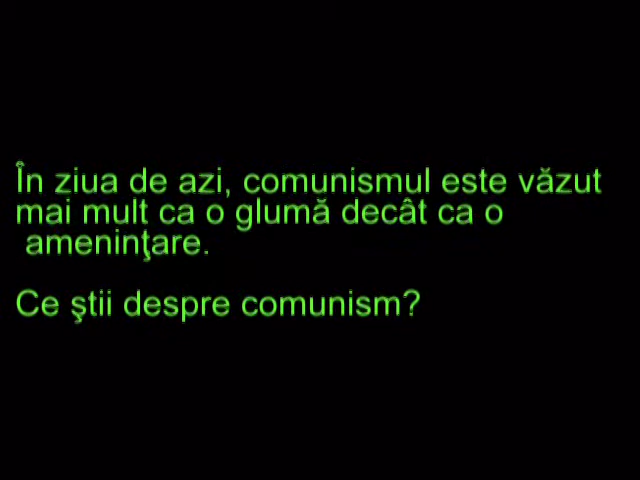 În ziua de azi, comunismul este văzut
mai mult ca o glumă decât ca o
ameninţare.
Ce ştii despre comunism?